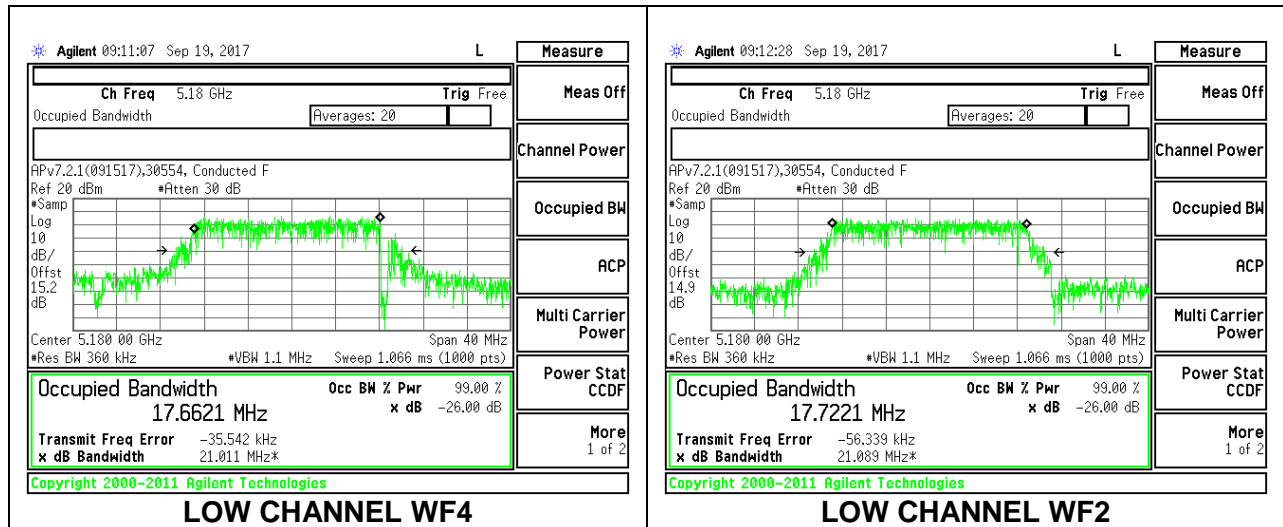 Agilent 09:11:07 Sep 19, 2017 L
Measure
Ch Freq 5.18 GHz Trig Free
Occupied Bandwidth Averages: 20
APv7.2.1(091517),30554, Conducted F
Ref 20 dBm #Atten 30 dB
#Samp
Log
10
dB/
Offst
15.2
dB
Center 5.180 00 GHz Span 40 MHz
#Res BW 360 kHz #VBW 1.1 MHz Sweep 1.066 ms (1000 pts)
Occupied Bandwidth Occ BW % Pwr 99.00 %
17.6621 MHz x dB -26.00 dB
Transmit Freq Error -35.542 kHz
x dB Bandwidth 21.011 MHz*
Copyright 2000-2011 Agilent Technologies
Meas Off
Channel Power
Occupied BW
ACP
Multi Carrier
Power
Power Stat
CCDF
More
1 of 2
LOW CHANNEL WF4
Agilent 09:12:28 Sep 19, 2017 L
Measure
Ch Freq 5.18 GHz Trig Free
Occupied Bandwidth Averages: 20
APv7.2.1(091517),30554, Conducted F
Ref 20 dBm #Atten 30 dB
#Samp
Log
10
dB/
Offst
14.9
dB
Center 5.180 00 GHz Span 40 MHz
#Res BW 360 kHz #VBW 1.1 MHz Sweep 1.066 ms (1000 pts)
Occupied Bandwidth Occ BW % Pwr 99.00 %
17.7221 MHz x dB -26.00 dB
Transmit Freq Error -56.339 kHz
x dB Bandwidth 21.089 MHz*
Copyright 2000-2011 Agilent Technologies
Meas Off
Channel Power
Occupied BW
ACP
Multi Carrier
Power
Power Stat
CCDF
More
1 of 2
LOW CHANNEL WF2